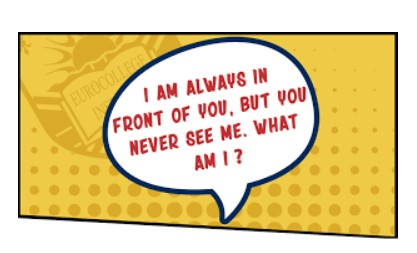 EUROCOLLEGE
I AM ALWAYS IN
FRONT OF YOU, BUT YOU
NEVER SEE ME. WHAT
AM I ?